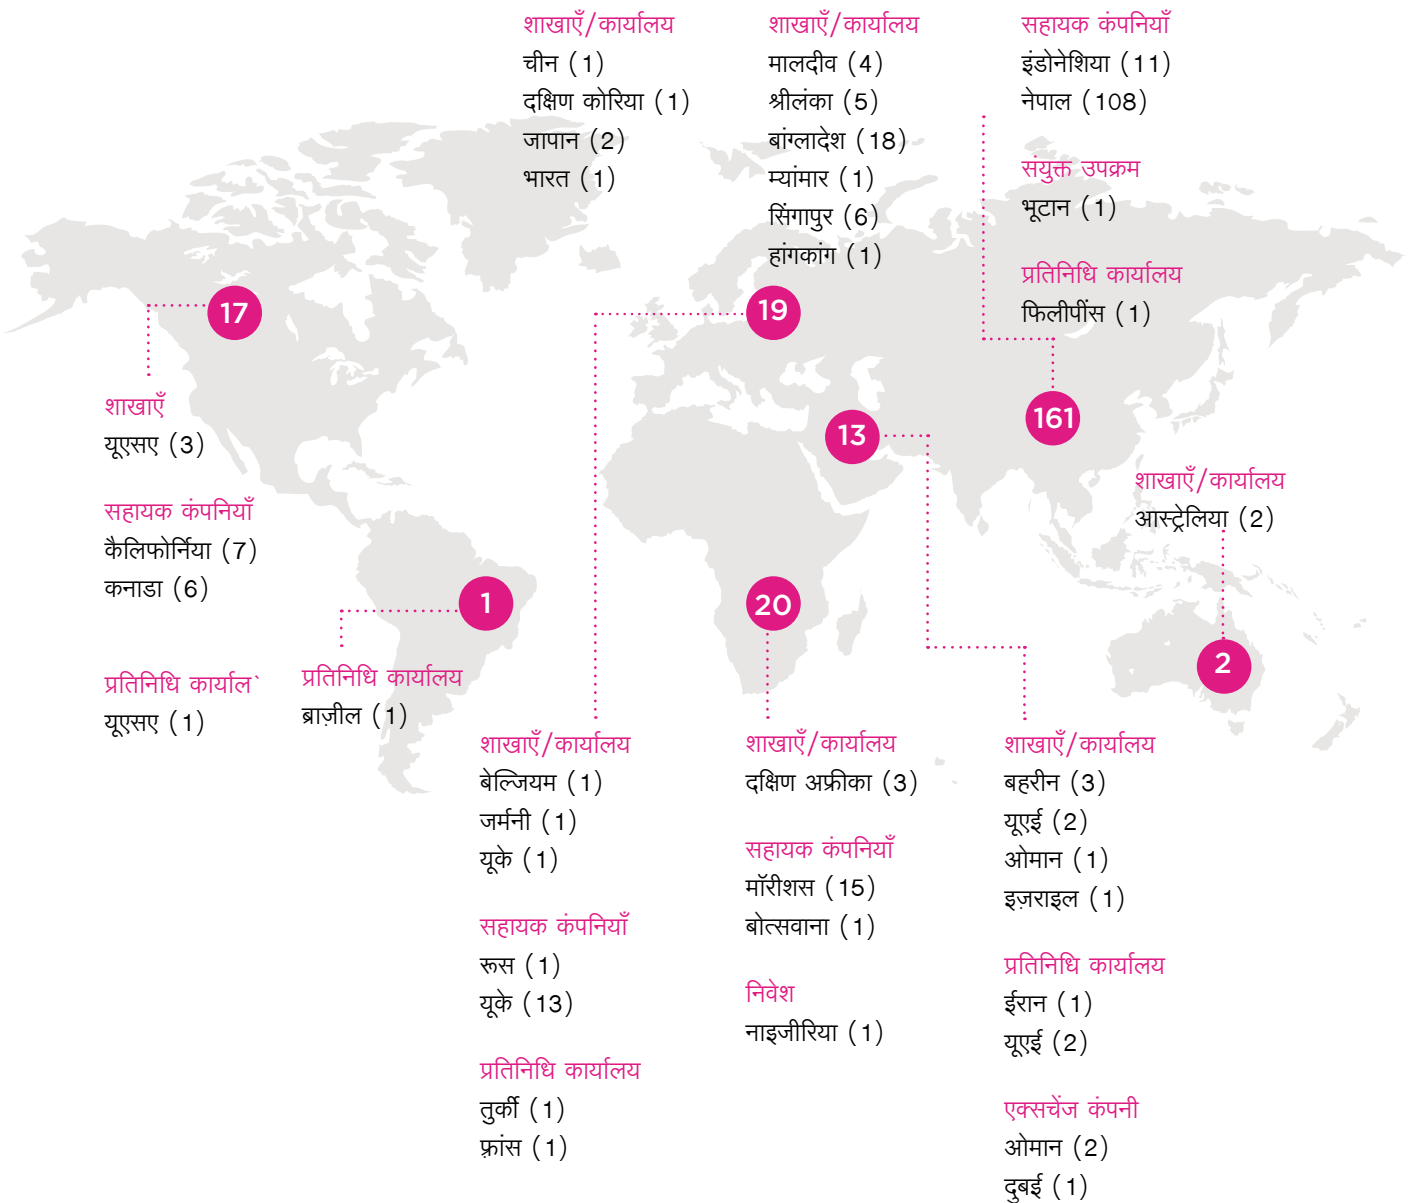 शाखाएँ/कार्यालय
चीन (1)
दक्षिण कोरिया (1)
जापान (2)
भारत (1)
शाखाएँ/कार्यालय
मालदीव (4)
श्रीलंका (5)
बांग्लादेश (18)
म्यांमार (1)
सिंगापुर (6)
हांगकांग (1)
सहायक कंपनियाँ
इंडोनेशिया (11)
नेपाल (108)
संयुक्त उपक्रम
भूटान (1)
प्रतिनिधि कार्यालय
फिलीपींस (1)
17
19
161
13
शाखाएँ
यूएसए (3)
सहायक कंपनियाँ
कैलिफोर्निया (7)
कनाडा (6)
प्रतिनिधि कार्याल`
यूएसए (1)
1
प्रतिनिधि कार्यालय
ब्राज़ील (1)
20
शाखाएँ/कार्यालय
आस्ट्रेलिया (2)
2
शाखाएँ/कार्यालय
बेल्जियम (1)
जर्मनी (1)
यूके (1)
सहायक कंपनियाँ
रूस (1)
यूके (13)
प्रतिनिधि कार्यालय
तुर्की (1)
फ़्रांस (1)
शाखाएँ/कार्यालय
दक्षिण अफ्रीका (3)
सहायक कंपनियाँ
मॉरीशस (15)
बोत्सवाना (1)
निवेश
नाइजीरिया (1)
शाखाएँ/कार्यालय
बहरीन (3)
यूएई (2)
ओमान (1)
इज़राइल (1)
प्रतिनिधि कार्यालय
ईरान (1)
यूएई (2)
एक्सचेंज कंपनी
ओमान (2)
दुबई (1)